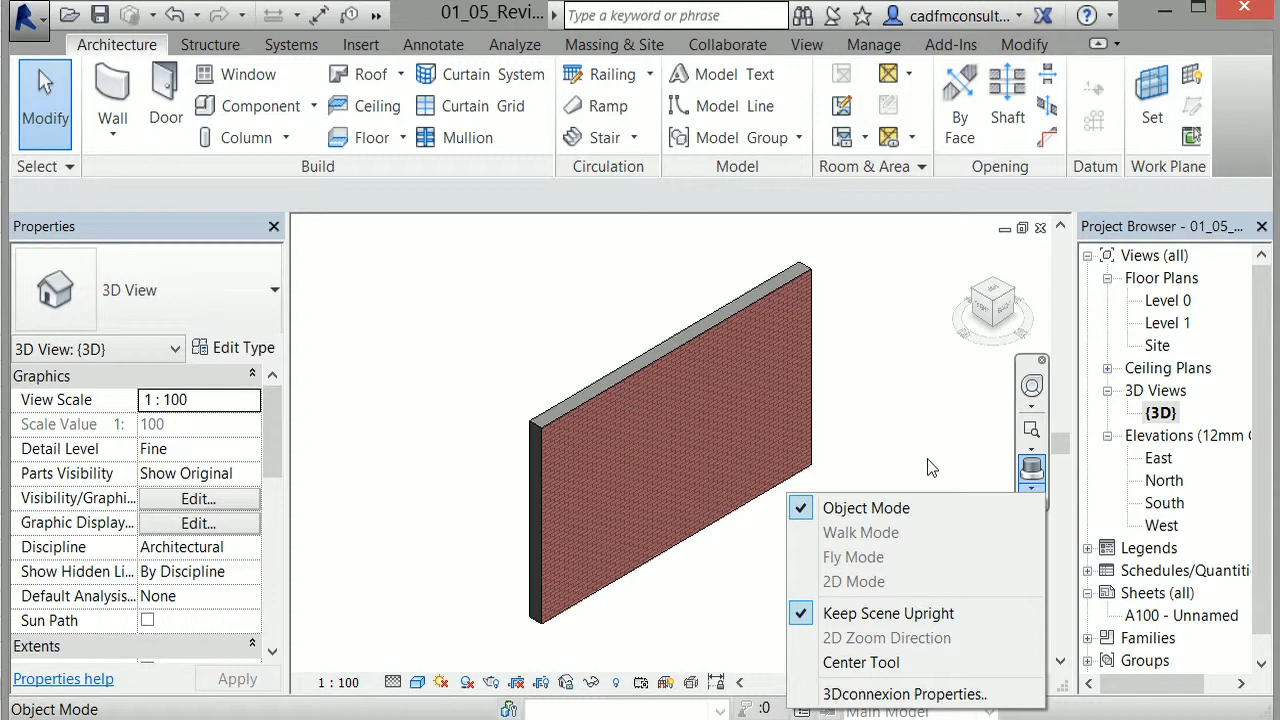 01_05_Revi...
Type a keyword or phrase
cadfmconsult...
Architecture Structure Systems Insert Annotate Analyze Massing & Site Collaborate View Manage Add-Ins Modify
Modify
Wall
Door
Window
Component
Column
Roof
Ceiling
Floor
Curtain System
Curtain Grid
Mullion
Railing
Ramp
Stair
Model Text
Model Line
Model Group
By
Face
Shaft
Set
Select
Build
Circulation
Model
Room & Area
Opening
Datum
Work Plane
Properties
3D View
3D View: {3D}
Edit Type
Graphics
View Scale 1 : 100
Scale Value 1: 100
Detail Level Fine
Parts Visibility Show Original
Visibility/Graphi... Edit...
Graphic Display... Edit...
Discipline Architectural
Show Hidden Li... By Discipline
Default Analysis... None
Sun Path
Extents
Properties help
Apply
1 : 100
Object Mode
Walk Mode
Fly Mode
2D Mode
Keep Scene Upright
2D Zoom Direction
Center Tool
3Dconnexion Properties..
Project Browser - 01_05_...
Views (all)
Floor Plans
Level 0
Level 1
Site
Ceiling Plans
3D Views
{3D}
Elevations (12mm
East
North
South
West
Legends
Schedules/Quantiti
Sheets (all)
A100 - Unnamed
Families
Groups
Object Mode
:0
Main Model